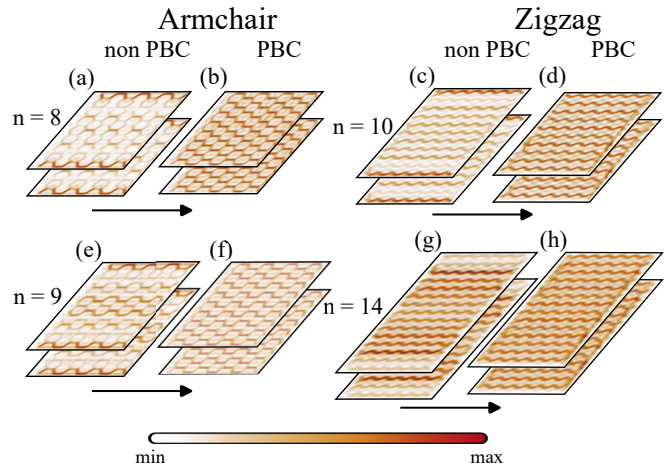 Armchair Zigzag
non PBC PBC non PBC PBC
(a) (b) (c) (d)
n = 8 n = 10
(e) (f) (g) (h)
n = 9 n = 14
min max